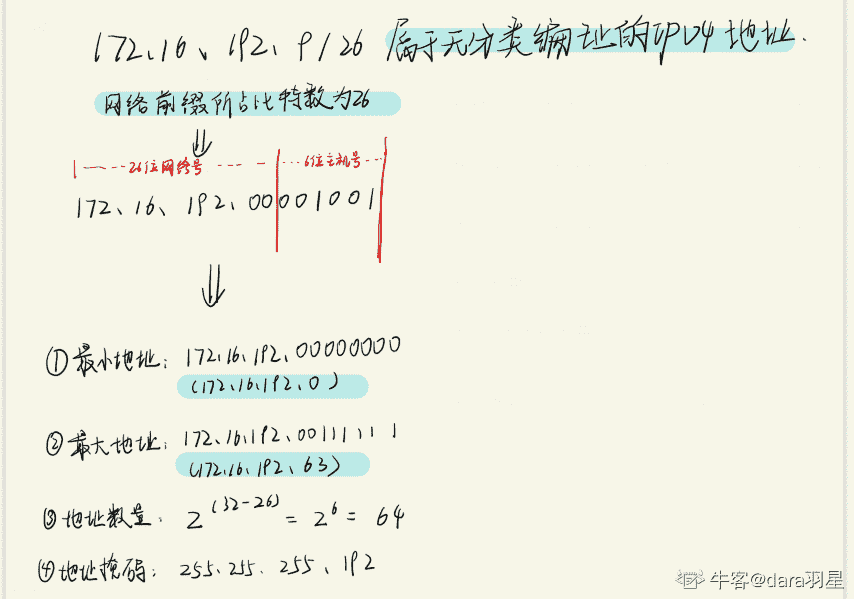 172、16、192、9/26 属于无分类编址的IPV4地址.
网络前缀所占比特数为26
26位网络号 6位主机号
172、16、192、00001001
①最小地址: 172、16、192、00000000
(172、16、192、0)
②最大地址: 172、16、192、00111111
(172、16、192、63)
③地址数量: 2^(32-26) = 2^6 = 64
④地址掩码: 255、255、255、192
牛客@dara羽星